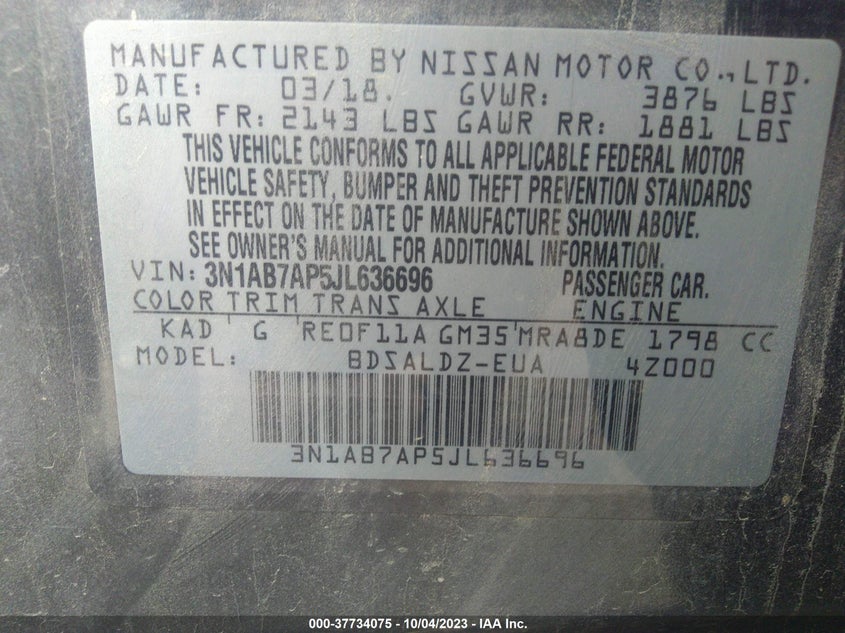 MANUFACTURED BY NISSAN MOTOR CO.,LTD.
DATE: 03/18. GVWR: 3876 LBS
GAWR FR: 2143 LBS GAWR RR: 1881 LBS
THIS VEHICLE CONFORMS TO ALL APPLICABLE FEDERAL MOTOR
VEHICLE SAFETY, BUMPER AND THEFT PREVENTION STANDARDS
IN EFFECT ON THE DATE OF MANUFACTURE SHOWN ABOVE.
SEE OWNER'S MANUAL FOR ADDITIONAL INFORMATION.
VIN: 3N1AB7AP5JL636696 PASSENGER CAR.
COLOR TRIM TRANS AXLE ENGINE
KAD G RE0F11A GM35 MRA8DE 1798 CC
MODEL: BDSALDZ-EUA 4Z000
3N1AB7AP5JL636696
000-37734075 - 10/04/2023 - IAA Inc.